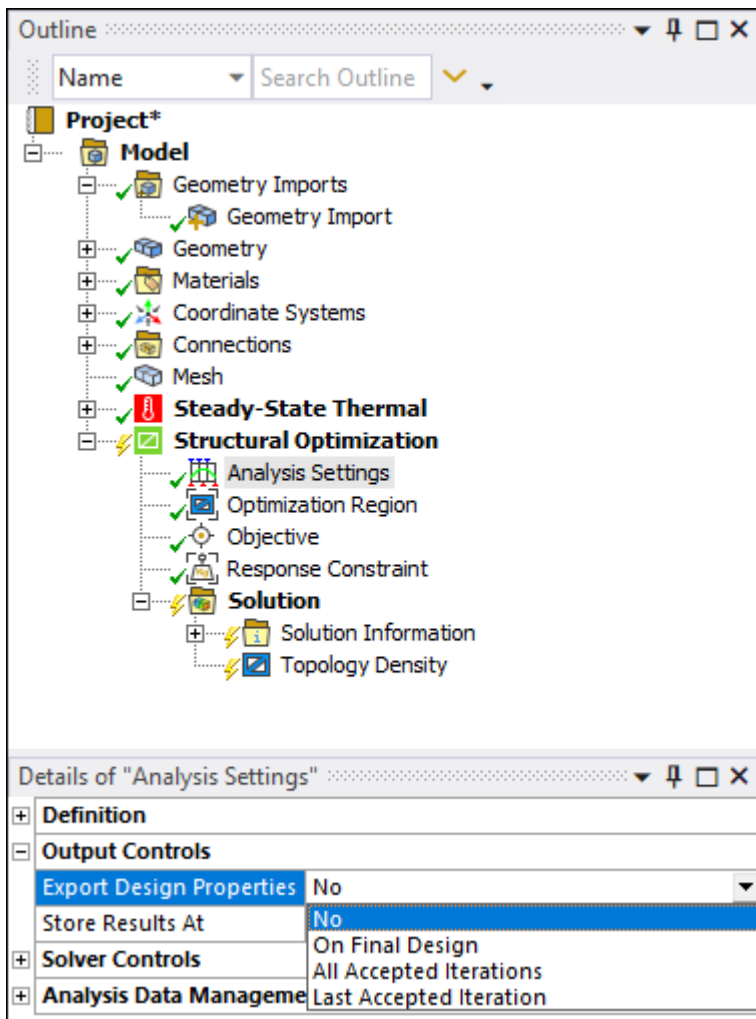 Outline
Name Search Outline
Project*
Model
Geometry Imports
Geometry Import
Geometry
Materials
Coordinate Systems
Connections
Mesh
Steady-State Thermal
Structural Optimization
Analysis Settings
Optimization Region
Objective
Response Constraint
Solution
Solution Information
Topology Density
Details of "Analysis Settings"
Definition
Output Controls
Export Design Properties No
Store Results At No
On Final Design
Solver Controls All Accepted Iterations
Analysis Data Manageme Last Accepted Iteration